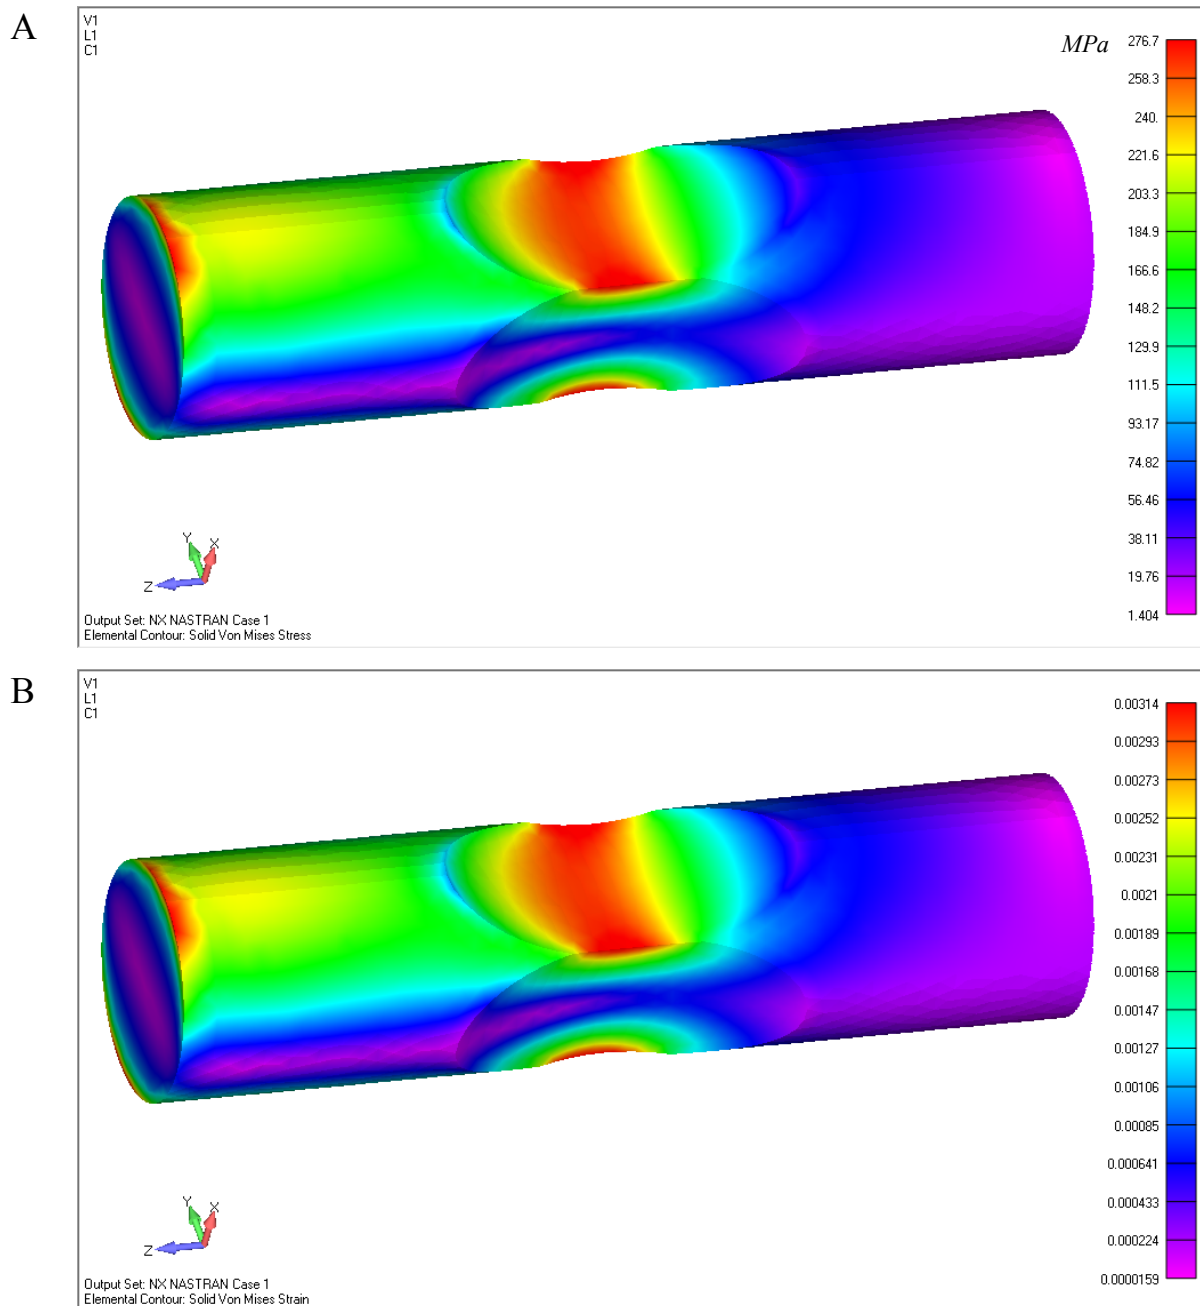 A
V1
L1
C1
MPa
276.7
258.3
240.
221.6
203.3
184.9
166.6
148.2
129.9
111.5
93.17
74.82
56.46
38.11
19.76
1.404
Y
X
Z
Output Set: NX NASTRAN Case 1
Elemental Contour: Solid Von Mises Stress
B
V1
L1
C1
0.00314
0.00293
0.00273
0.00252
0.00231
0.0021
0.00189
0.00168
0.00147
0.00127
0.00106
0.00085
0.000641
0.000433
0.000224
0.0000159
Y
X
Z
Output Set: NX NASTRAN Case 1
Elemental Contour: Solid Von Mises Strain